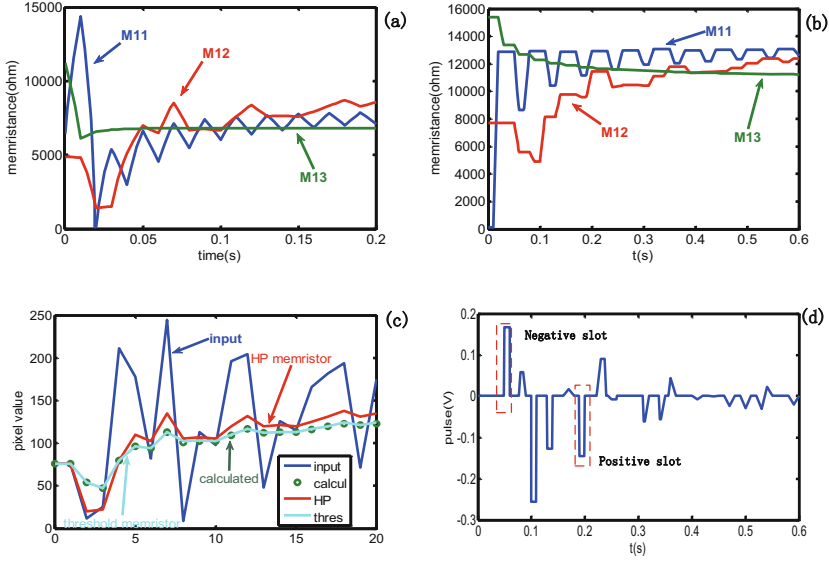 (a)
15000
10000
5000
0
memristance(ohm)
M11
M12
M13
0 0.05 0.1 0.15 0.2
time(s)
(b)
16000
14000
12000
10000
8000
6000
4000
2000
0
memristance(ohm)
M11
M12
M13
0 0.1 0.2 0.3 0.4 0.5 0.6
t(s)
(c)
250
200
150
100
50
0
pixel value
input
HP memristor
calculated
threshold memristor
input
calcul
HP
thres
0 5 10 15 20
(d)
0.2
0.1
0
-0.1
-0.2
-0.3
pulse(V)
Negative slot
Positive slot
0 0.1 0.2 0.3 0.4 0.5 0.6
t(s)